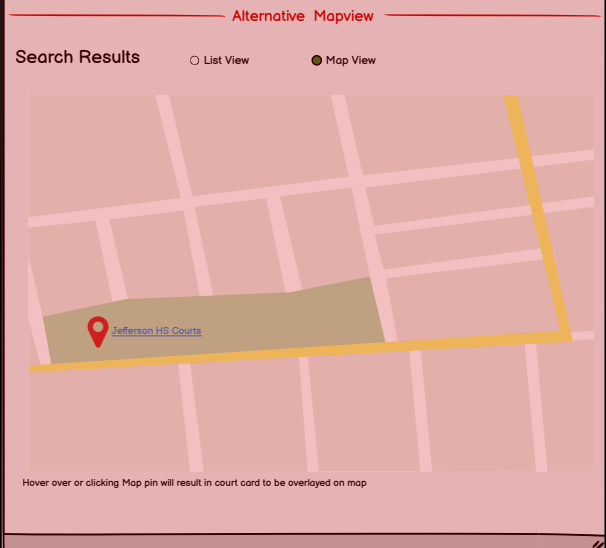 Alternative Mapview
Search Results
List View
Map View
Jefferson HS Courts
Hover over or clicking Map pin will result in court card to be overlayed on map